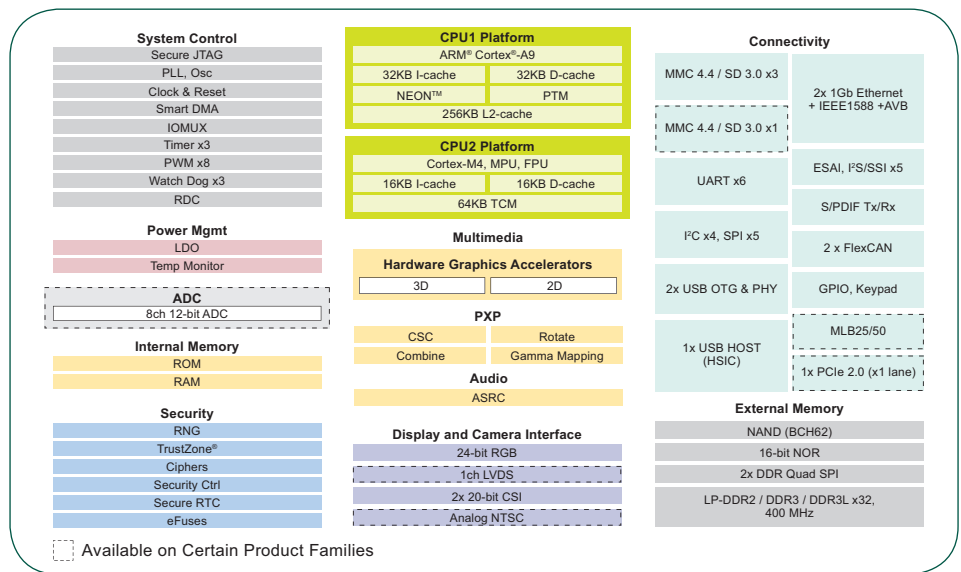 System Control
Secure JTAG
PLL, Osc
Clock & Reset
Smart DMA
IOMUX
Timer x3
PWM x8
Watch Dog x3
RDC
Power Mgmt
LDO
Temp Monitor
ADC
8ch 12-bit ADC
Internal Memory
ROM
RAM
Security
RNG
TrustZone®
Ciphers
Security Ctrl
Secure RTC
eFuses
CPU1 Platform
ARM® Cortex®-A9
32KB I-cache
32KB D-cache
NEON™
PTM
256KB L2-cache
CPU2 Platform
Cortex-M4, MPU, FPU
16KB I-cache
16KB D-cache
64KB TCM
Multimedia
Hardware Graphics Accelerators
3D
2D
PXP
CSC
Rotate
Combine
Gamma Mapping
Audio
ASRC
Display and Camera Interface
24-bit RGB
1ch LVDS
2x 20-bit CSI
Analog NTSC
Connectivity
MMC 4.4 / SD 3.0 x3
MMC 4.4 / SD 3.0 x1
UART x6
I²C x4, SPI x5
2x USB OTG & PHY
1x USB HOST
(HSIC)
2x 1Gb Ethernet
+ IEEE1588 +AVB
ESAI, I²S/SSI x5
S/PDIF Tx/Rx
2 x FlexCAN
GPIO, Keypad
MLB25/50
1x PCIe 2.0 (x1 lane)
External Memory
NAND (BCH62)
16-bit NOR
2x DDR Quad SPI
LP-DDR2 / DDR3 / DDR3L x32,
400 MHz
Available on Certain Product Families